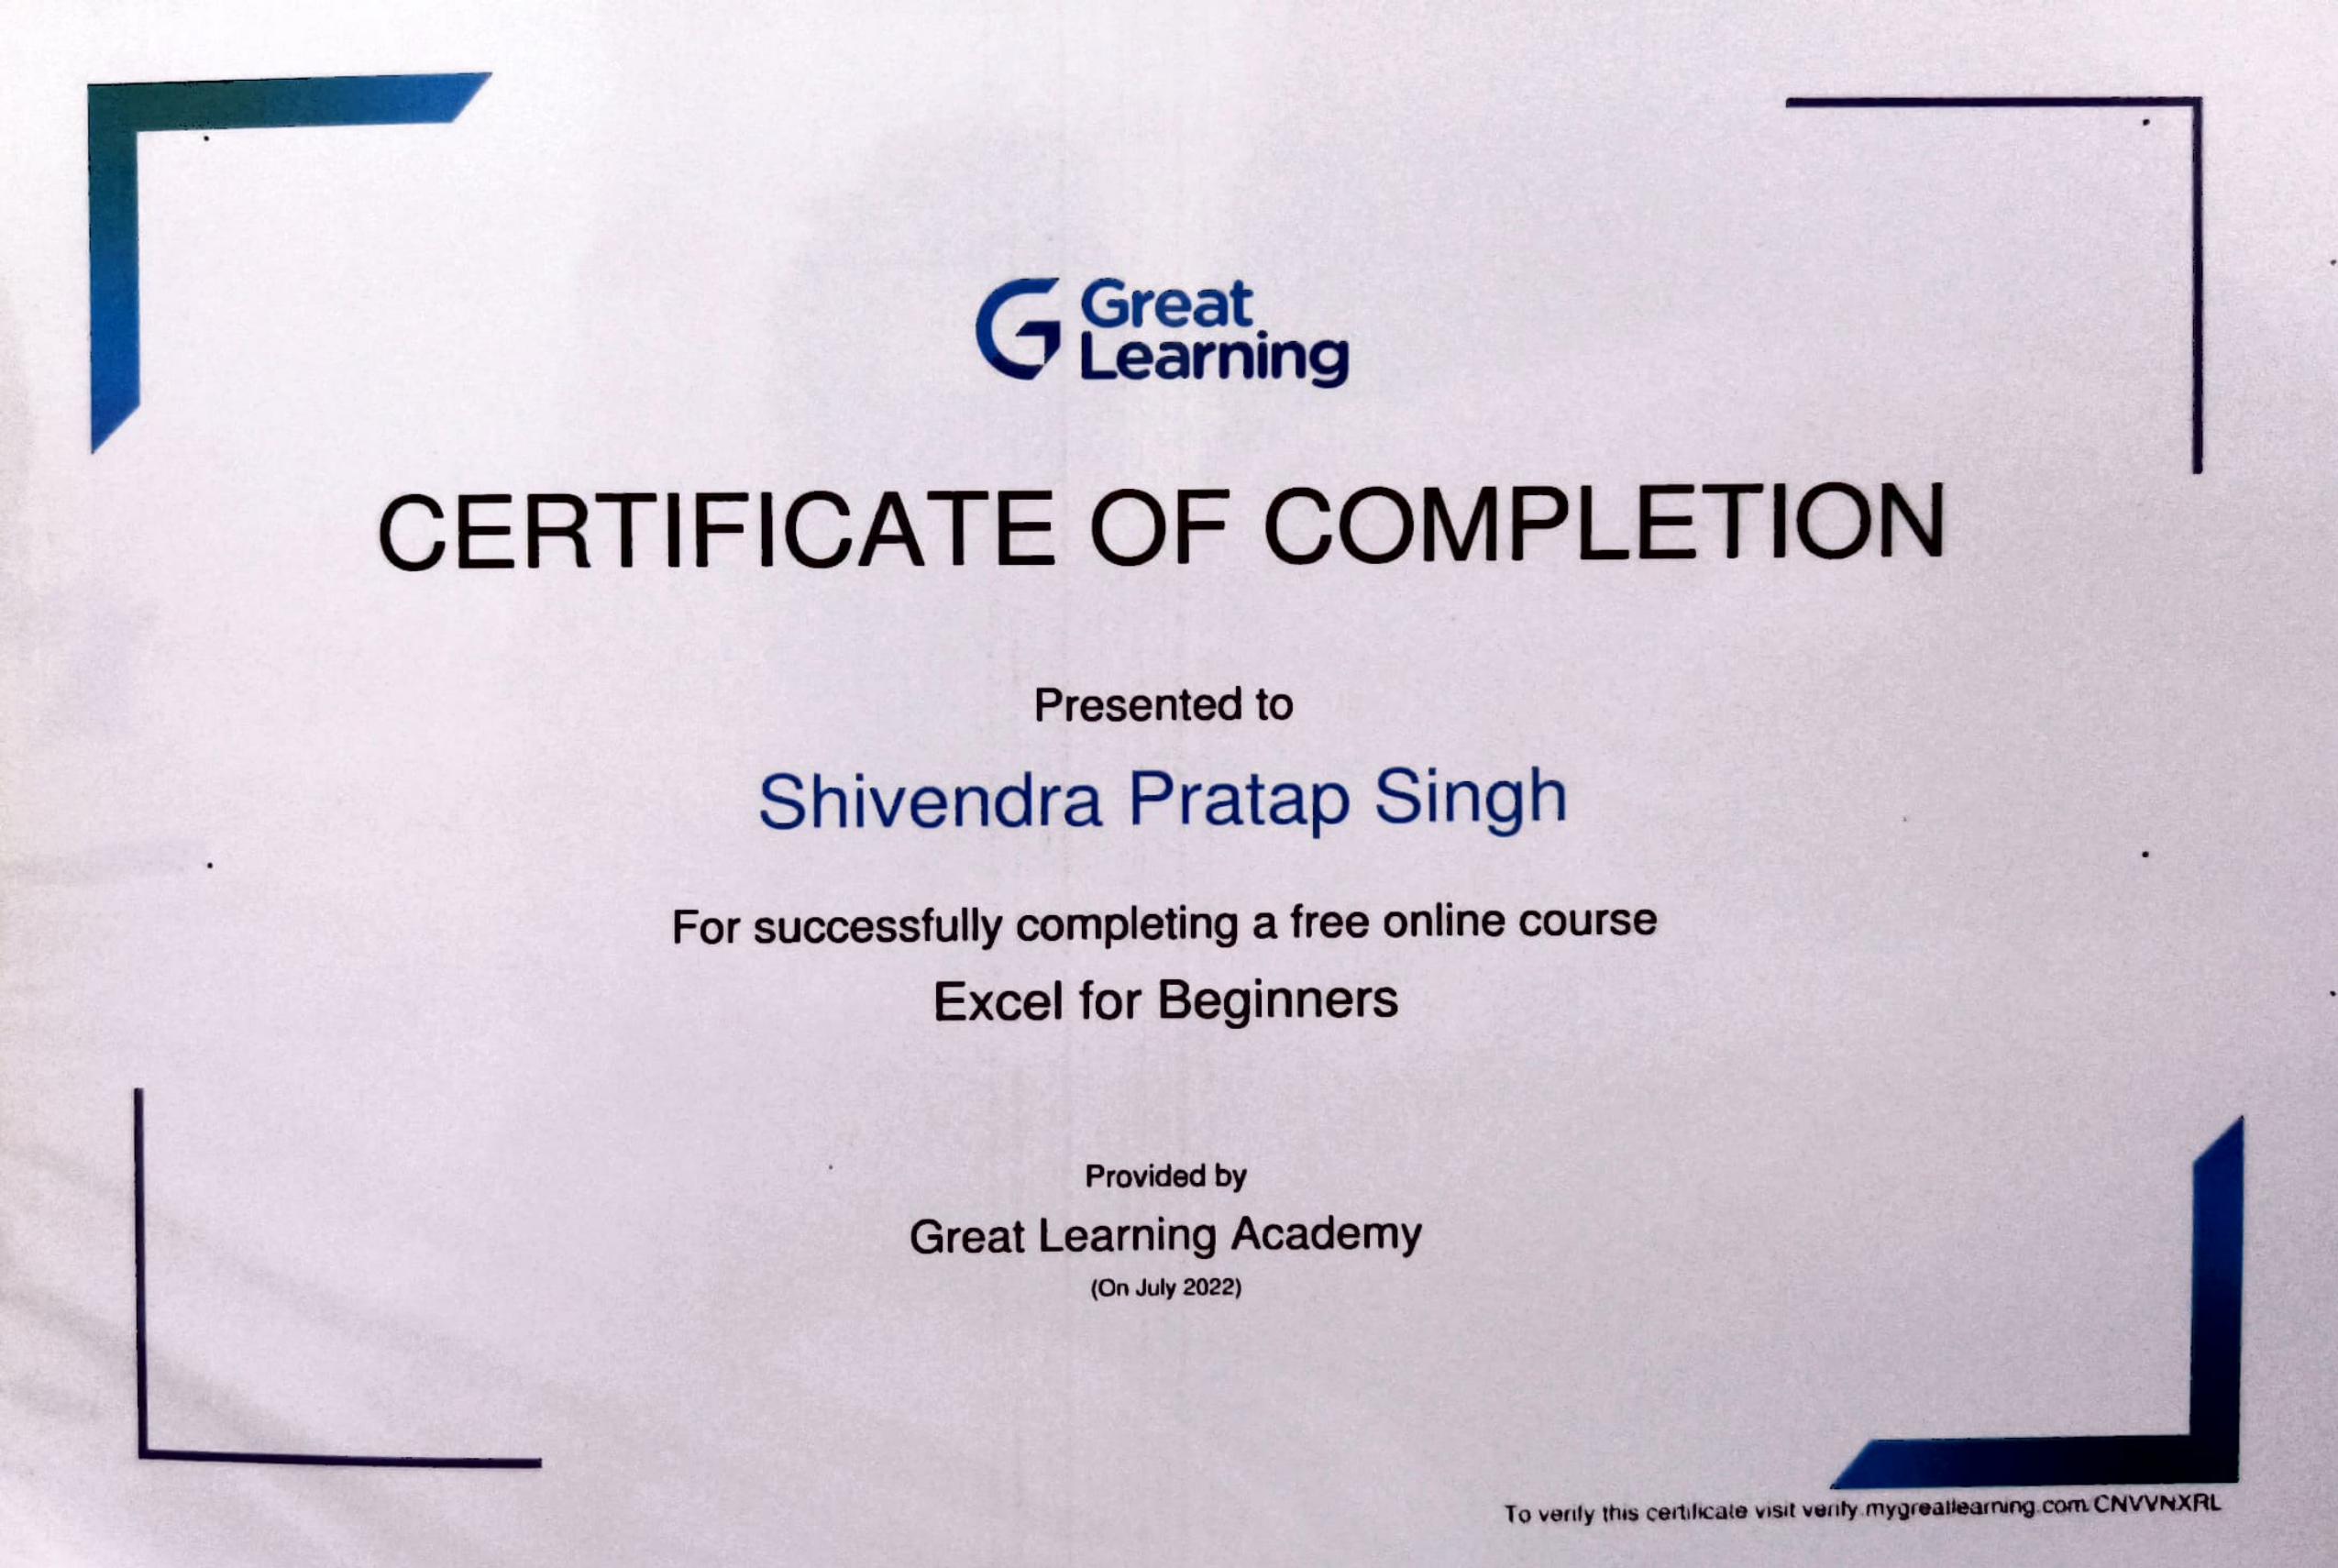 Great
Learning
CERTIFICATE OF COMPLETION
Presented to
Shivendra Pratap Singh
For successfully completing a free online course
Excel for Beginners
Provided by
Great Learning Academy
(On July 2022)
To verify this certificate visit verify.mygreatlearning.com CNVVNXRL